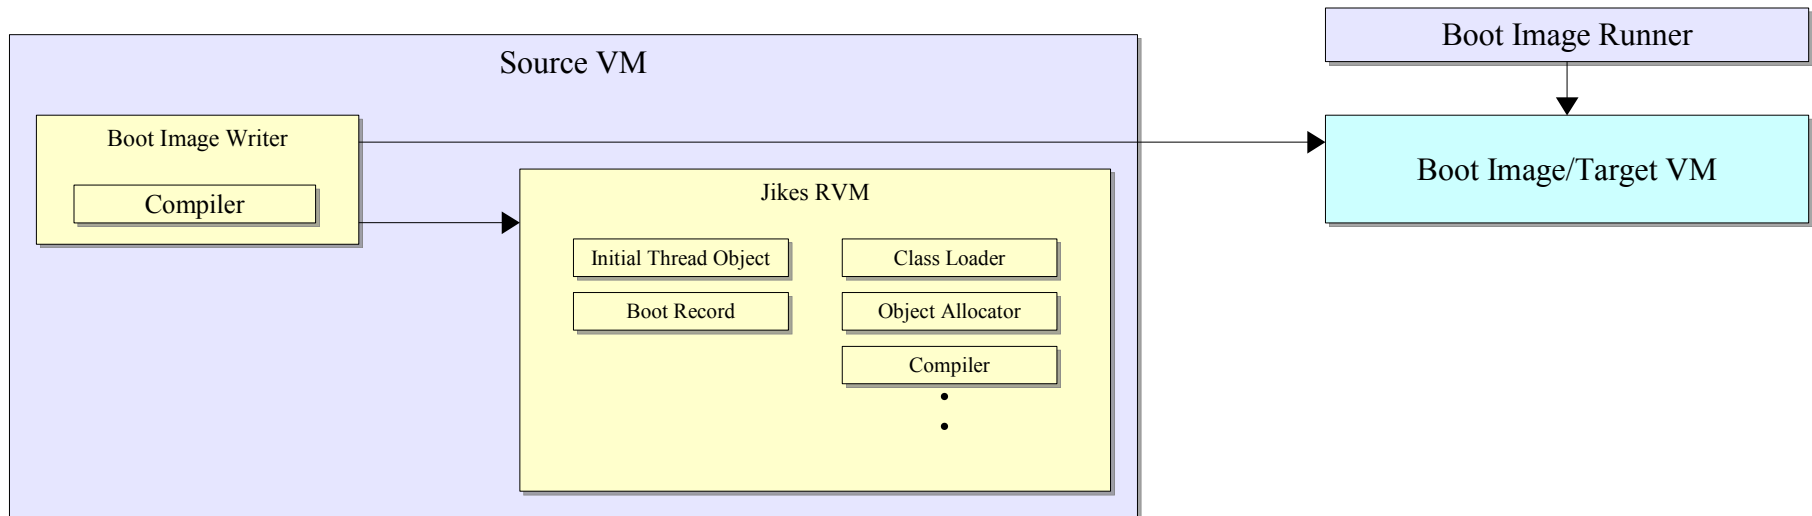 Boot Image Runner
Source VM
Boot Image Writer
Compiler
Boot Image/Target VM
Jikes RVM
Initial Thread Object
Class Loader
Boot Record
Object Allocator
Compiler